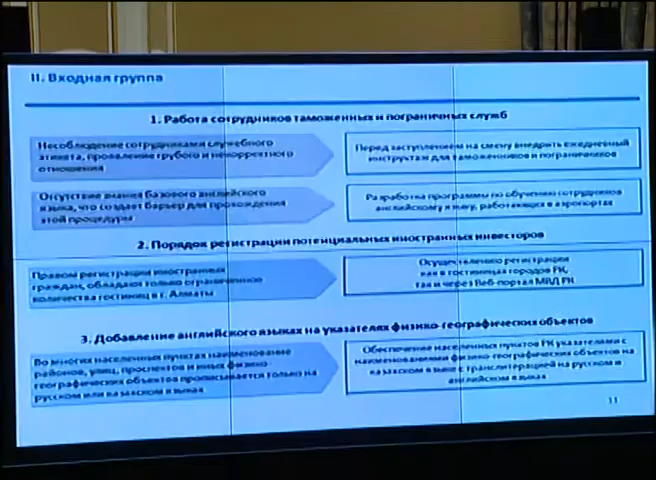 II. Входная группа
1. Работа сотрудников таможенных и пограничных служб
Несоблюдение сотрудниками служебного
этикета, проявление грубого и некорректного
отношения
Перед заступлением на смену внедрить ежедневный
инструктаж для таможенников и пограничников
Отсутствие знания базового английского
языка, что создает барьер для прохождения
этой процедуры
Разработка программы по обучению сотрудников
английскому языку, работающих в аэропортах
2. Порядок регистрации потенциальных иностранных инвесторов
Правом регистрации иностранных
граждан, обладают только ограниченное
количества гостиниц в г. Алматы
Осуществлению регистрации
как в гостиницах городов РК,
так и через Веб-портал МВД РК
3. Добавление английского языках на указателях физико-географических объектов
Во многих населенных пунктах наименование
районов, улиц, проспектов и иных физико-
географических объектов прописывается только на
русском или казахском языках
Обеспечение населенных пунктов РК указателями с
наименованиями физико-географических объектов на
казахском языке с транслитерацией на русском и
английском языках
11